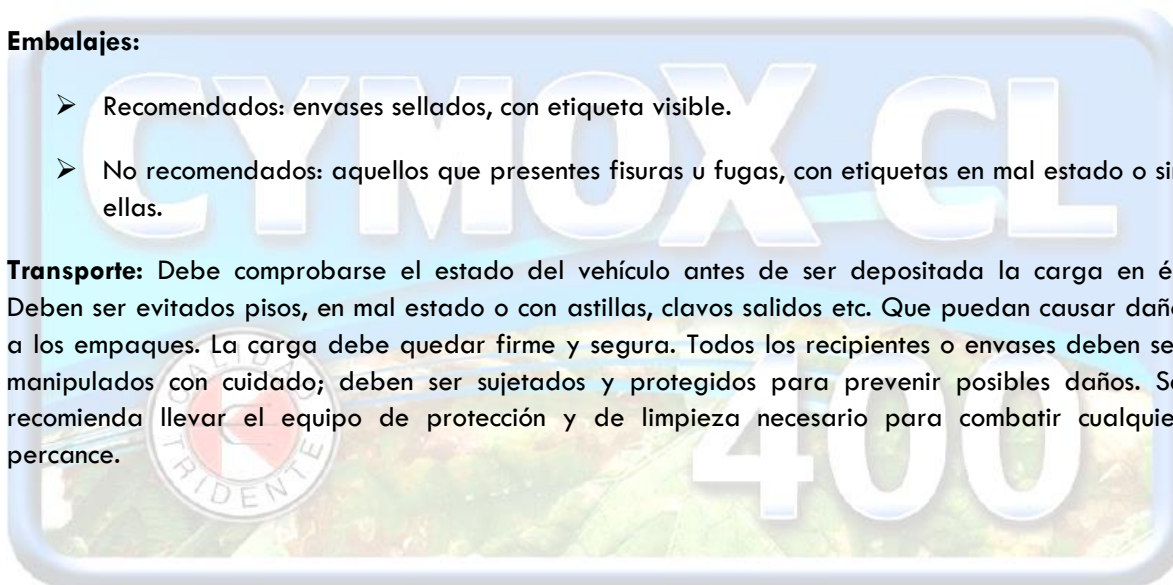 Embalajes:
➢ Recomendados: envases sellados, con etiqueta visible.
➢ No recomendados: aquellos que presentes fisuras u fugas, con etiquetas en mal estado o si
ellas.
Transporte: Debe comprobarse el estado del vehículo antes de ser depositada la carga en é
Deben ser evitados pisos, en mal estado o con astillas, clavos salidos etc. Que puedan causar dañ
a los empaques. La carga debe quedar firme y segura. Todos los recipientes o envases deben se
manipulados con cuidado; deben ser sujetados y protegidos para prevenir posibles daños. S
recomienda llevar el equipo de protección y de limpieza necesario para combatir cualquie
percance.
CYMOX CL
400
CALIDAD
TRIDENTE